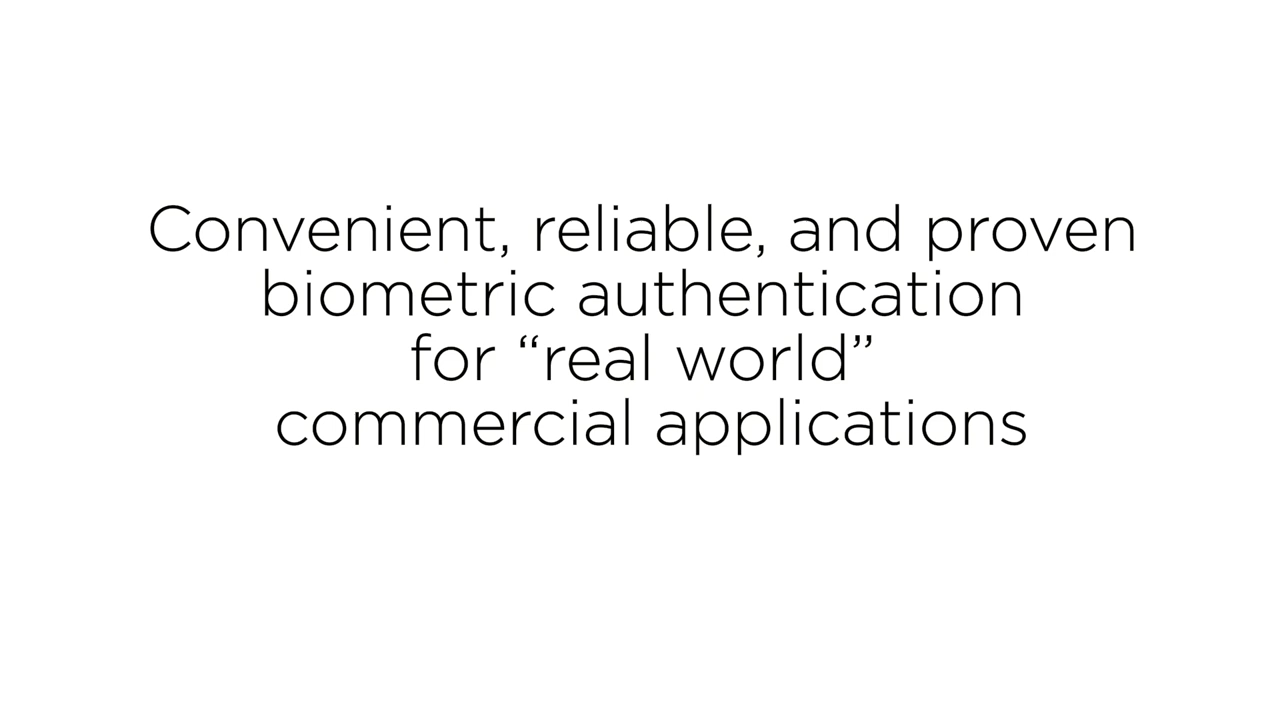 Convenient, reliable, and proven
biometric authentication
for “real world”
commercial applications